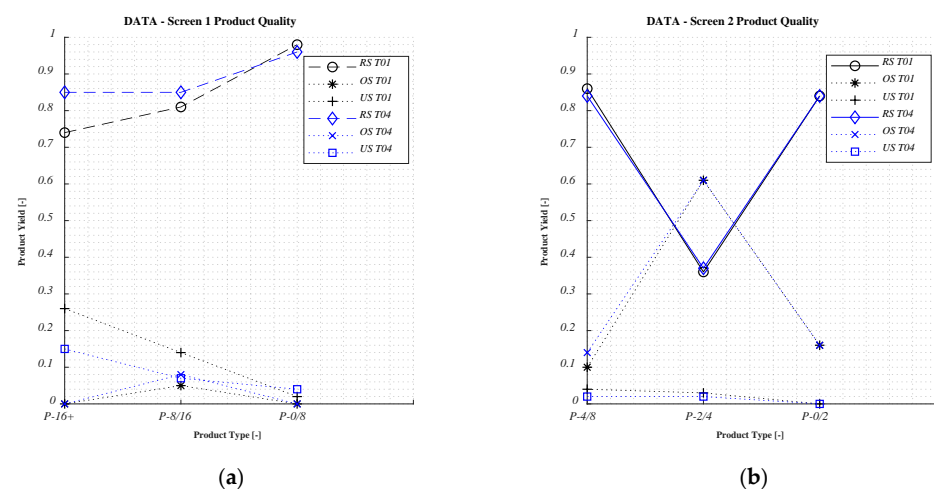 DATA - Screen 1 Product Quality
1
0.9
0.8
0.7
0.6
0.5
0.4
0.3
0.2
0.1
0
Product Yield [-]
P-16+ P-8/16 P-0/8
Product Type [-]
RS T01
OS T01
US T01
RS T04
OS T04
US T04
(a)
DATA - Screen 2 Product Quality
1
0.9
0.8
0.7
0.6
0.5
0.4
0.3
0.2
0.1
0
Product Yield [-]
P-4/8 P-2/4 P-0/2
Product Type [-]
RS T01
OS T01
US T01
RS T04
OS T04
US T04
(b)